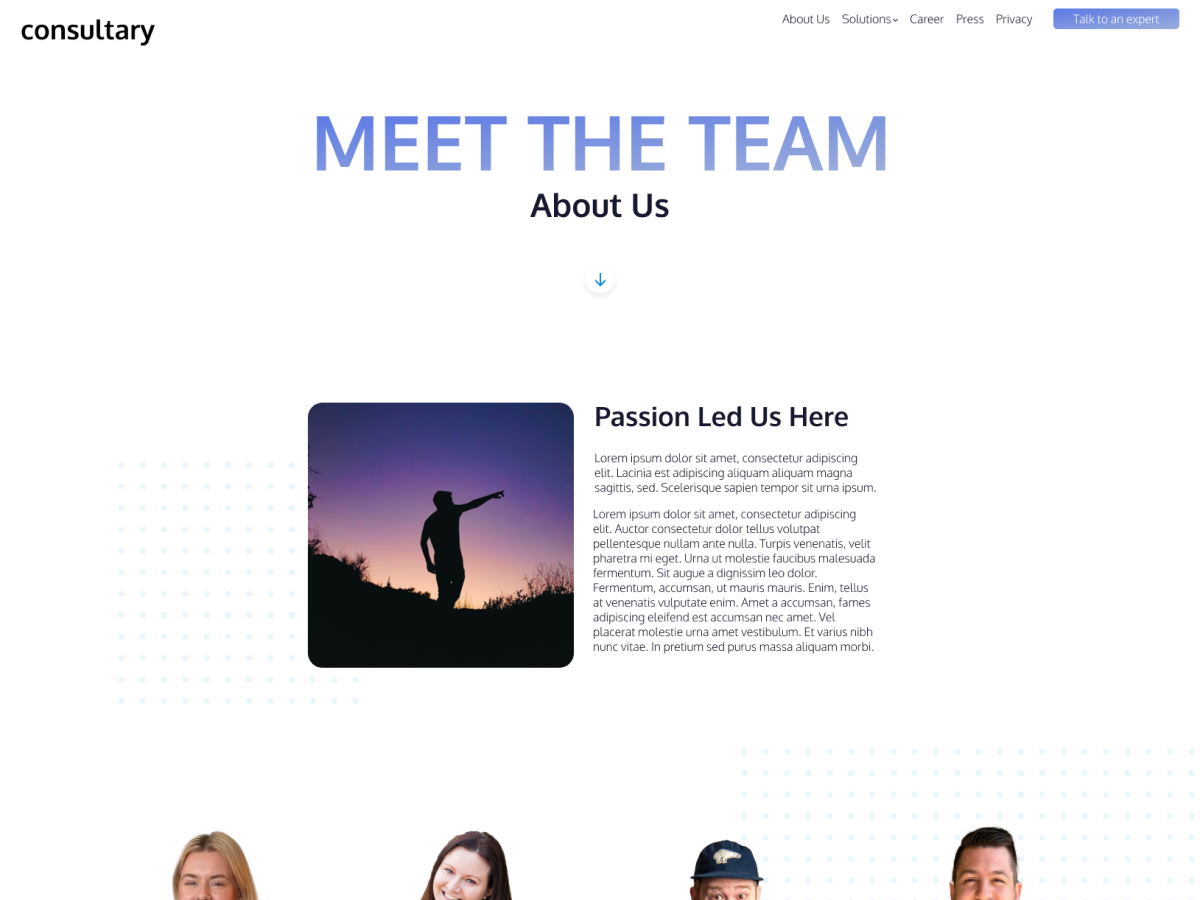 consultary
About Us Solutions Career Press Privacy Talk to an expert
MEET THE TEAM
About Us
Passion Led Us Here
Lorem ipsum dolor sit amet, consectetur adipiscing
elit. Lacinia est adipiscing aliquam aliquam magna
sagittis, sed. Scelerisque sapien tempor sit urna ipsum.
Lorem ipsum dolor sit amet, consectetur adipiscing
elit. Auctor consectetur dolor tellus volutpat
pellentesque nullam ante nulla. Turpis venenatis, velit
pharetra mi eget. Urna ut molestie faucibus malesuada
fermentum. Sit augue a dignissim leo dolor.
Fermentum, accumsan, ut mauris mauris. Enim, tellus
at venenatis vulputate enim. Amet a accumsan, fames
adipiscing eleifend est accumsan nec amet. Vel
placerat molestie urna amet vestibulum. Et varius nibh
nunc vitae. In pretium sed purus massa aliquam morbi.